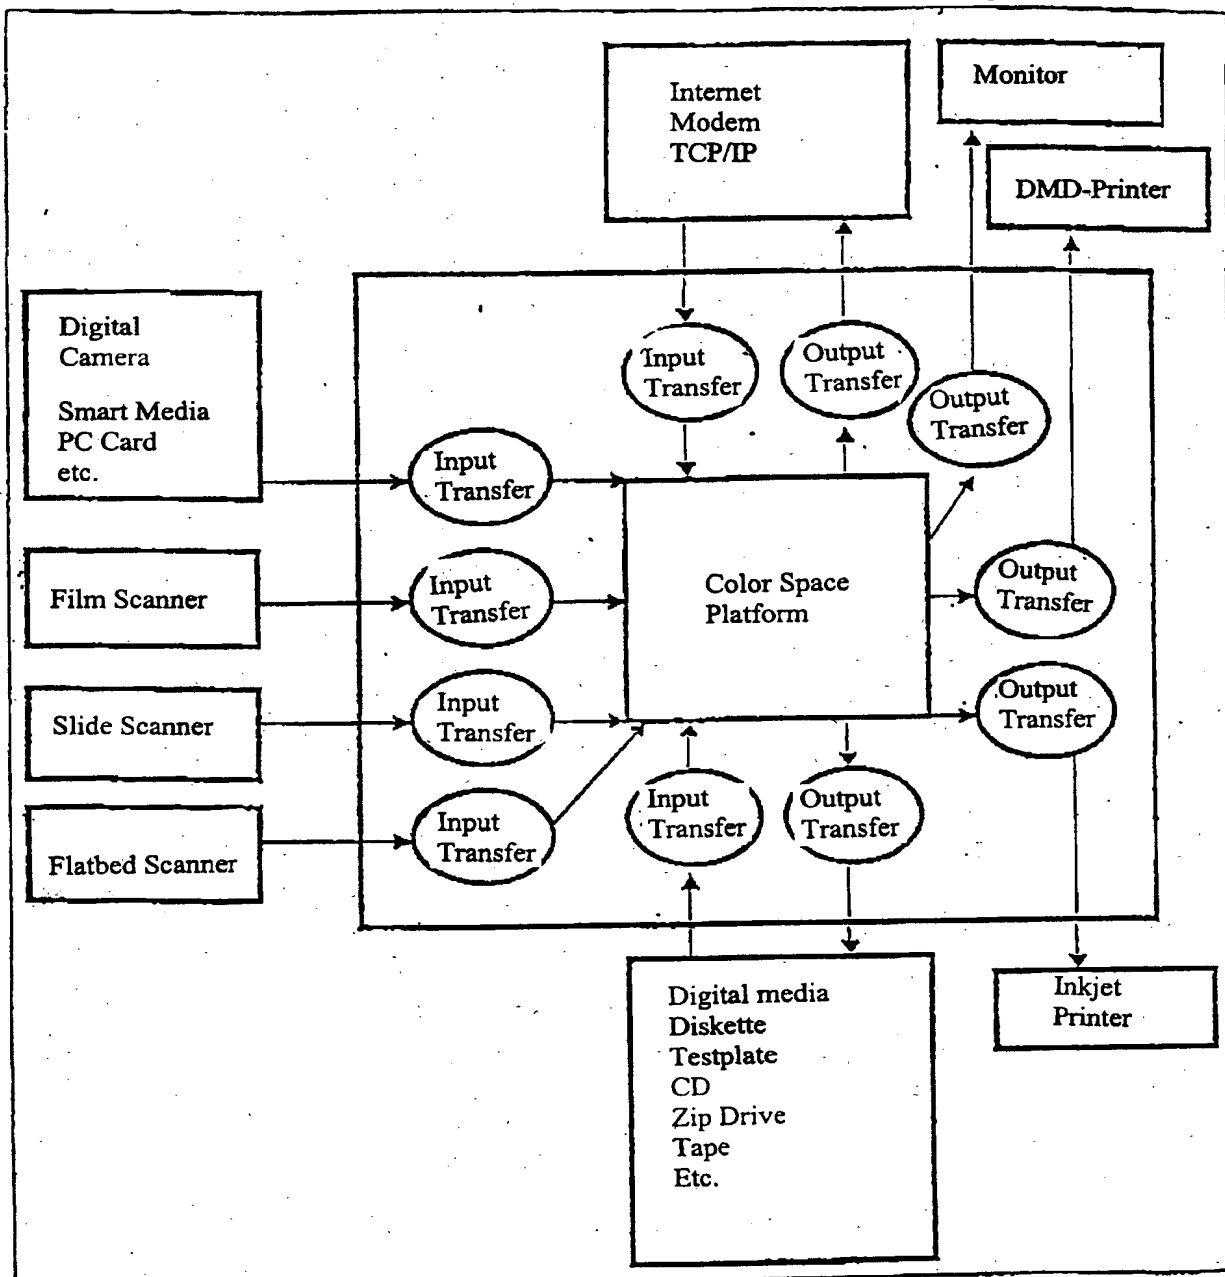 Internet
Modem
TCP/IP
Monitor
DMD-Printer
Digital
Camera
Smart Media
PC Card
etc.
Input
Transfer
Output
Transfer
Output
Transfer
Input
Transfer
Film Scanner
Input
Transfer
Color Space
Platform
Output
Transfer
Slide Scanner
Input
Transfer
Output
Transfer
Flatbed Scanner
Input
Transfer
Input
Transfer
Output
Transfer
Digital media
Diskette
Testplate
CD
Zip Drive
Tape
Etc.
Inkjet
Printer